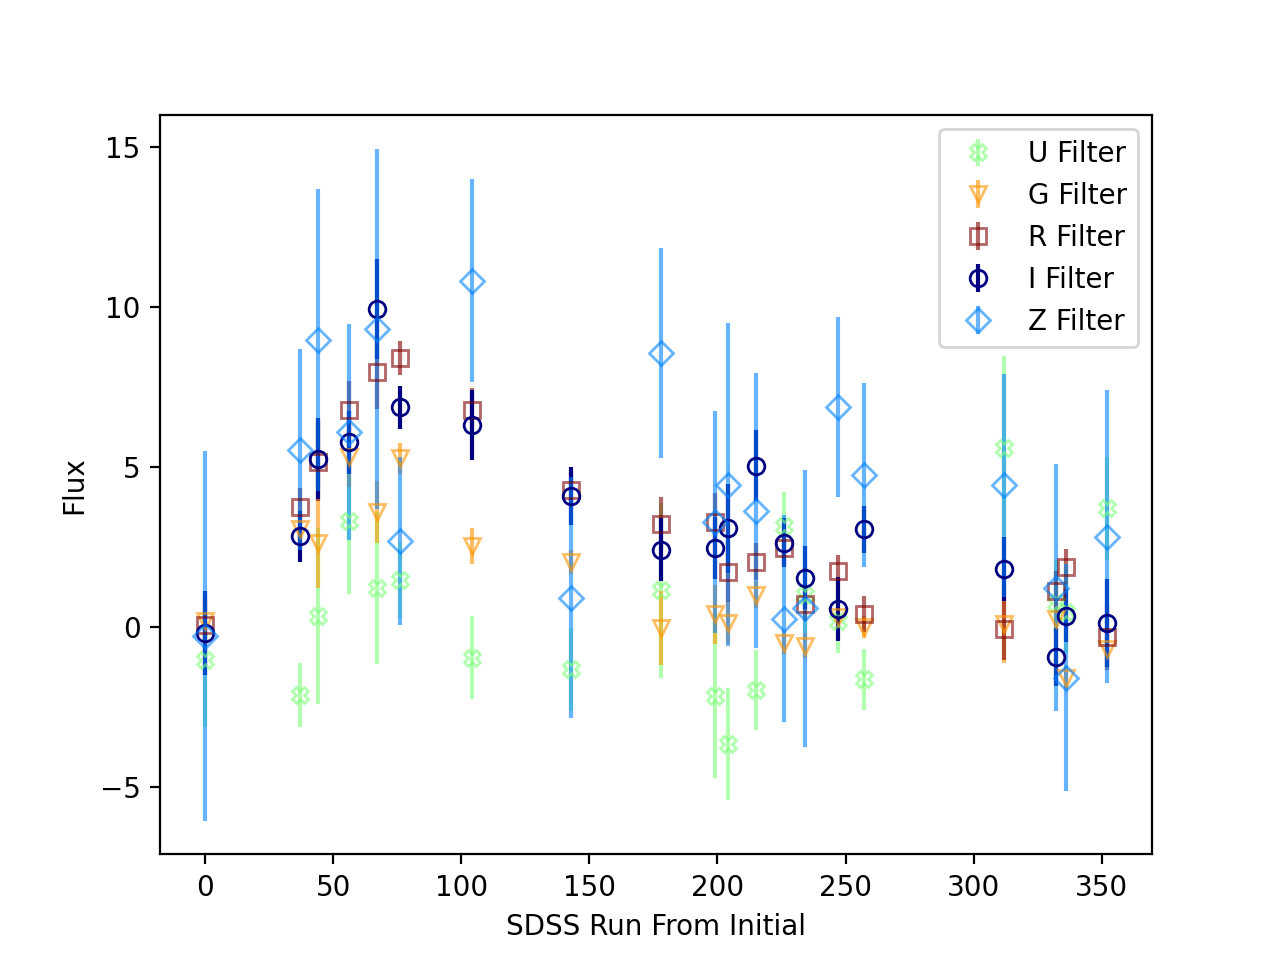 15
10
5
0
−5
Flux
0 50 100 150 200 250 300 350
SDSS Run From Initial
U Filter
G Filter
R Filter
I Filter
Z Filter